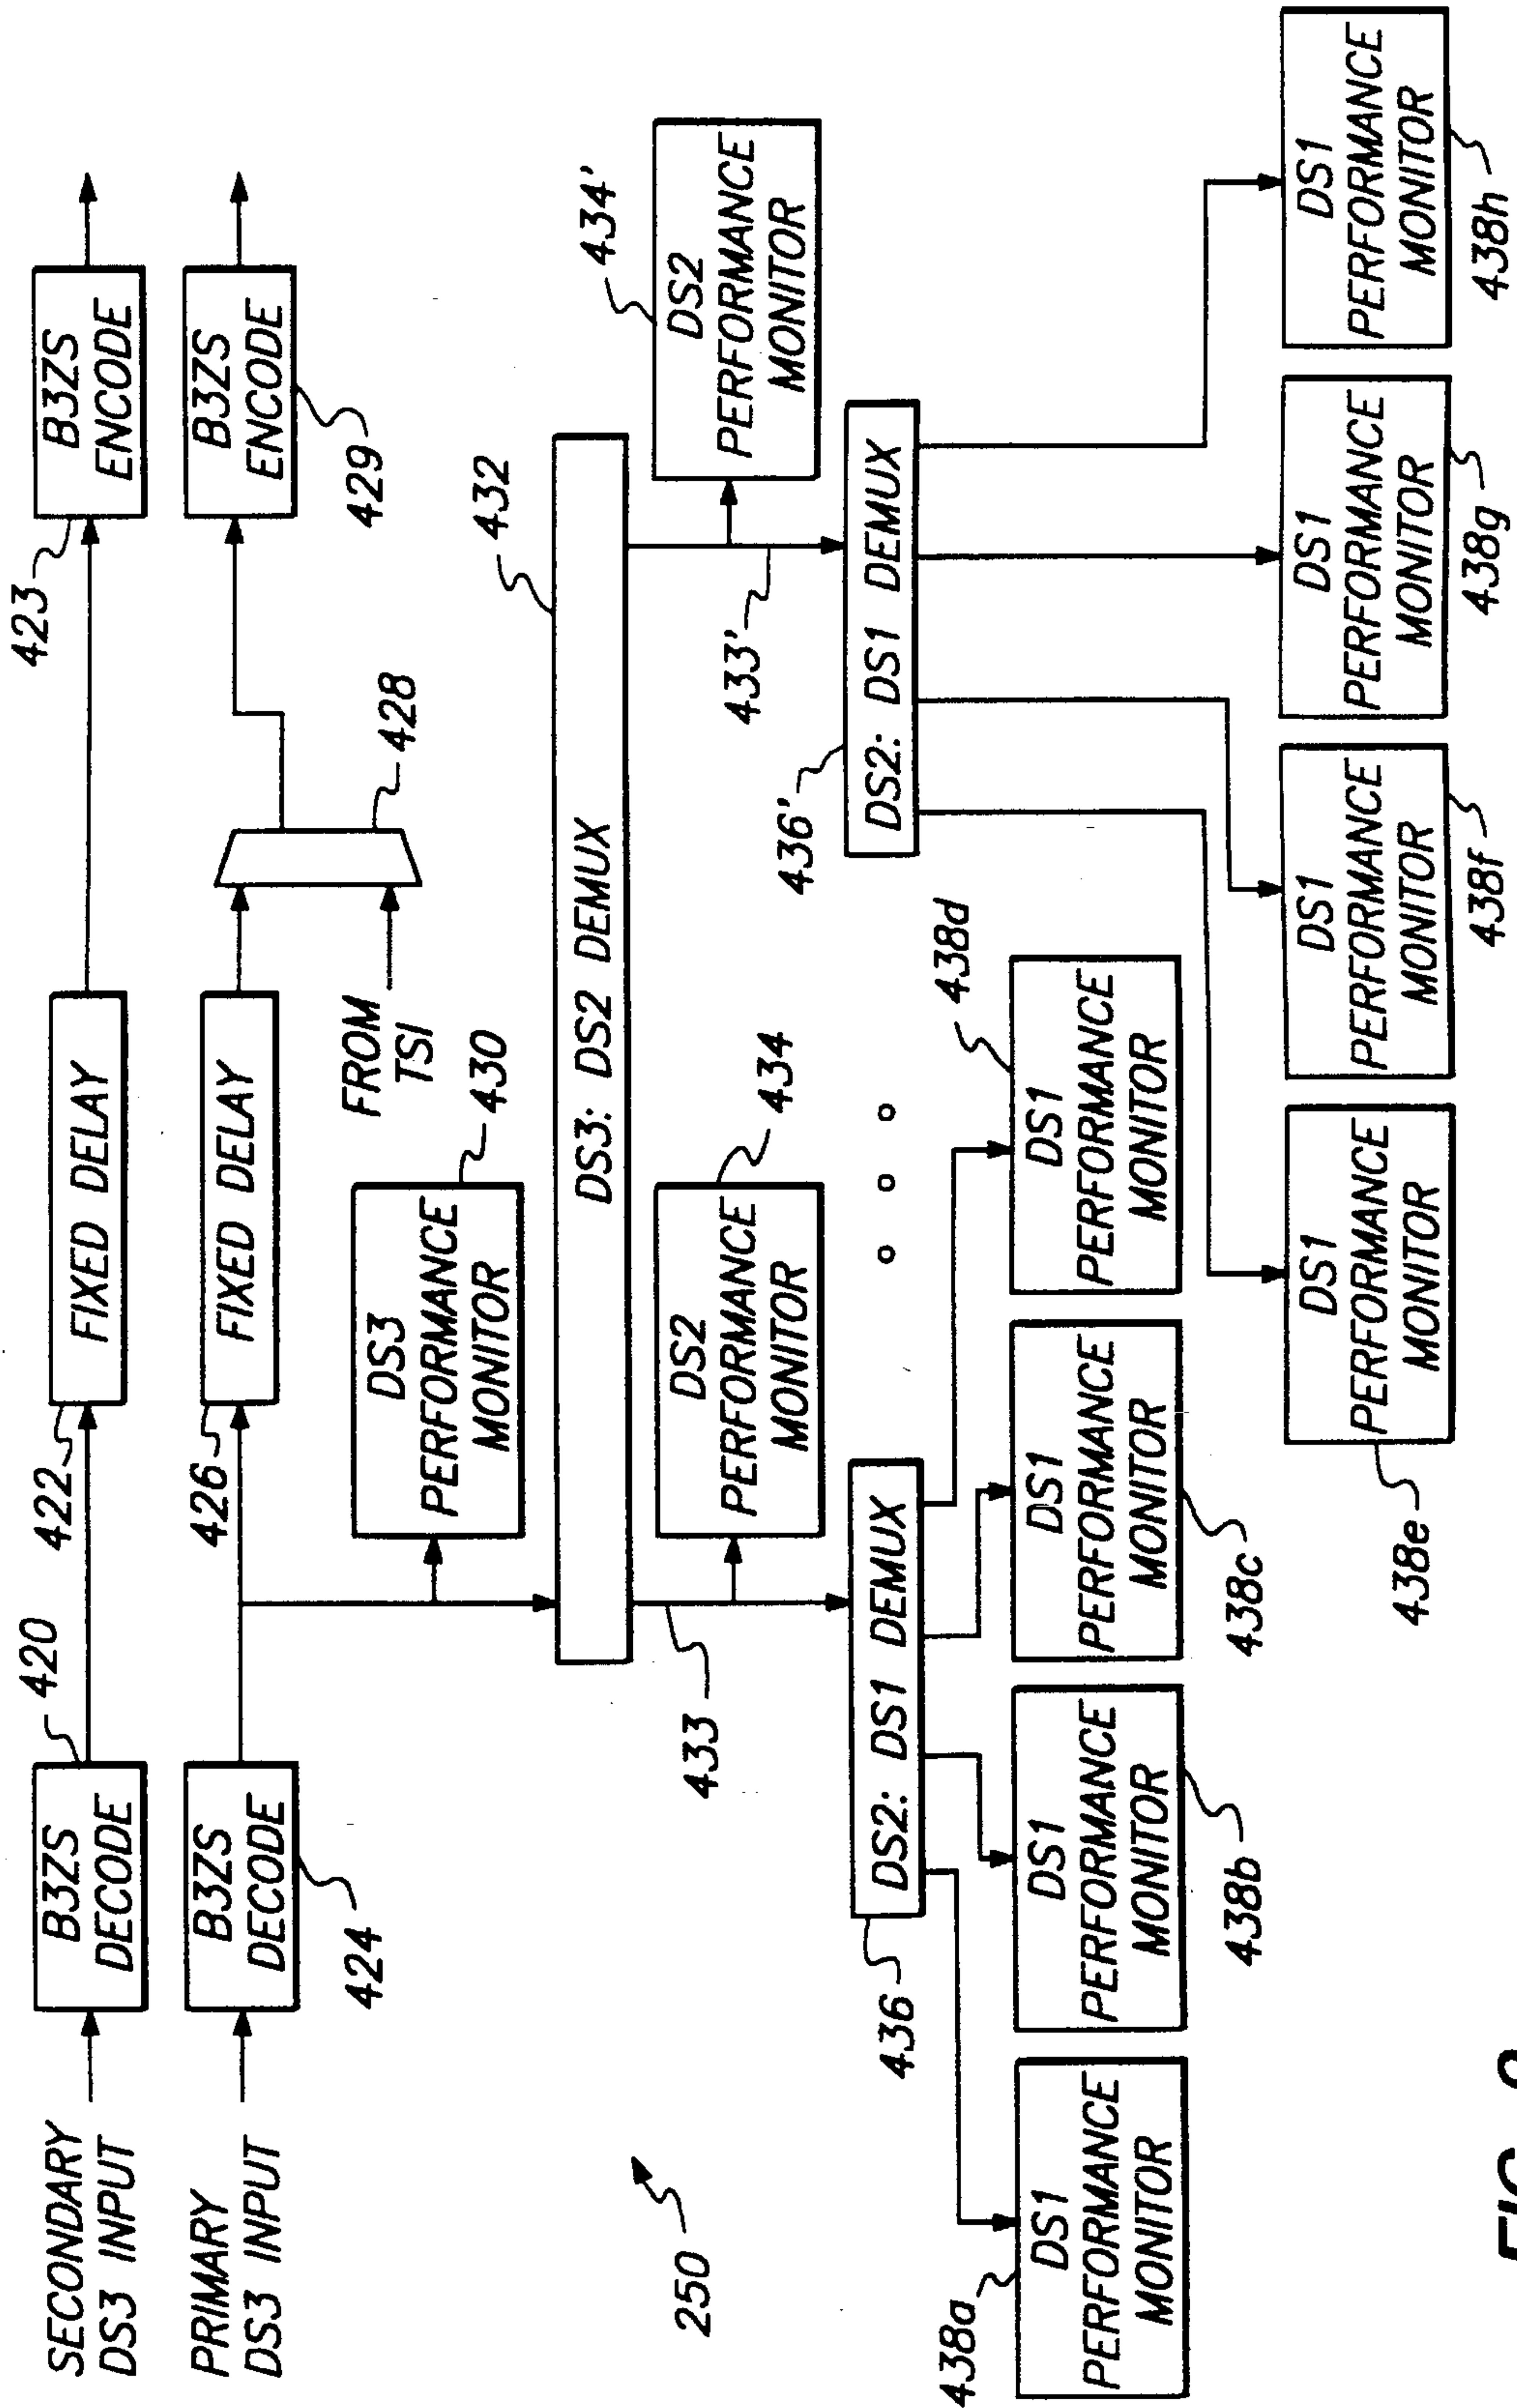 SECONDARY
DS3 INPUT
B3ZS
DECODE
420
422
FIXED DELAY
423
B3ZS
ENCODE
PRIMARY
DS3 INPUT
B3ZS
DECODE
424
426
FIXED DELAY
FROM
TSI
428
B3ZS
ENCODE
429
DS3
PERFORMANCE
MONITOR
430
250
DS3: DS2 DEMUX
432
433
DS2
PERFORMANCE
MONITOR
434
433'
DS2
PERFORMANCE
MONITOR
434'
436
DS2: DS1 DEMUX
436'
DS2: DS1 DEMUX
438a
DS1
PERFORMANCE
MONITOR
DS1
PERFORMANCE
MONITOR
438b
DS1
PERFORMANCE
MONITOR
438c
DS1
PERFORMANCE
MONITOR
438d
DS1
PERFORMANCE
MONITOR
438e
DS1
PERFORMANCE
MONITOR
438f
DS1
PERFORMANCE
MONITOR
438g
DS1
PERFORMANCE
MONITOR
438h